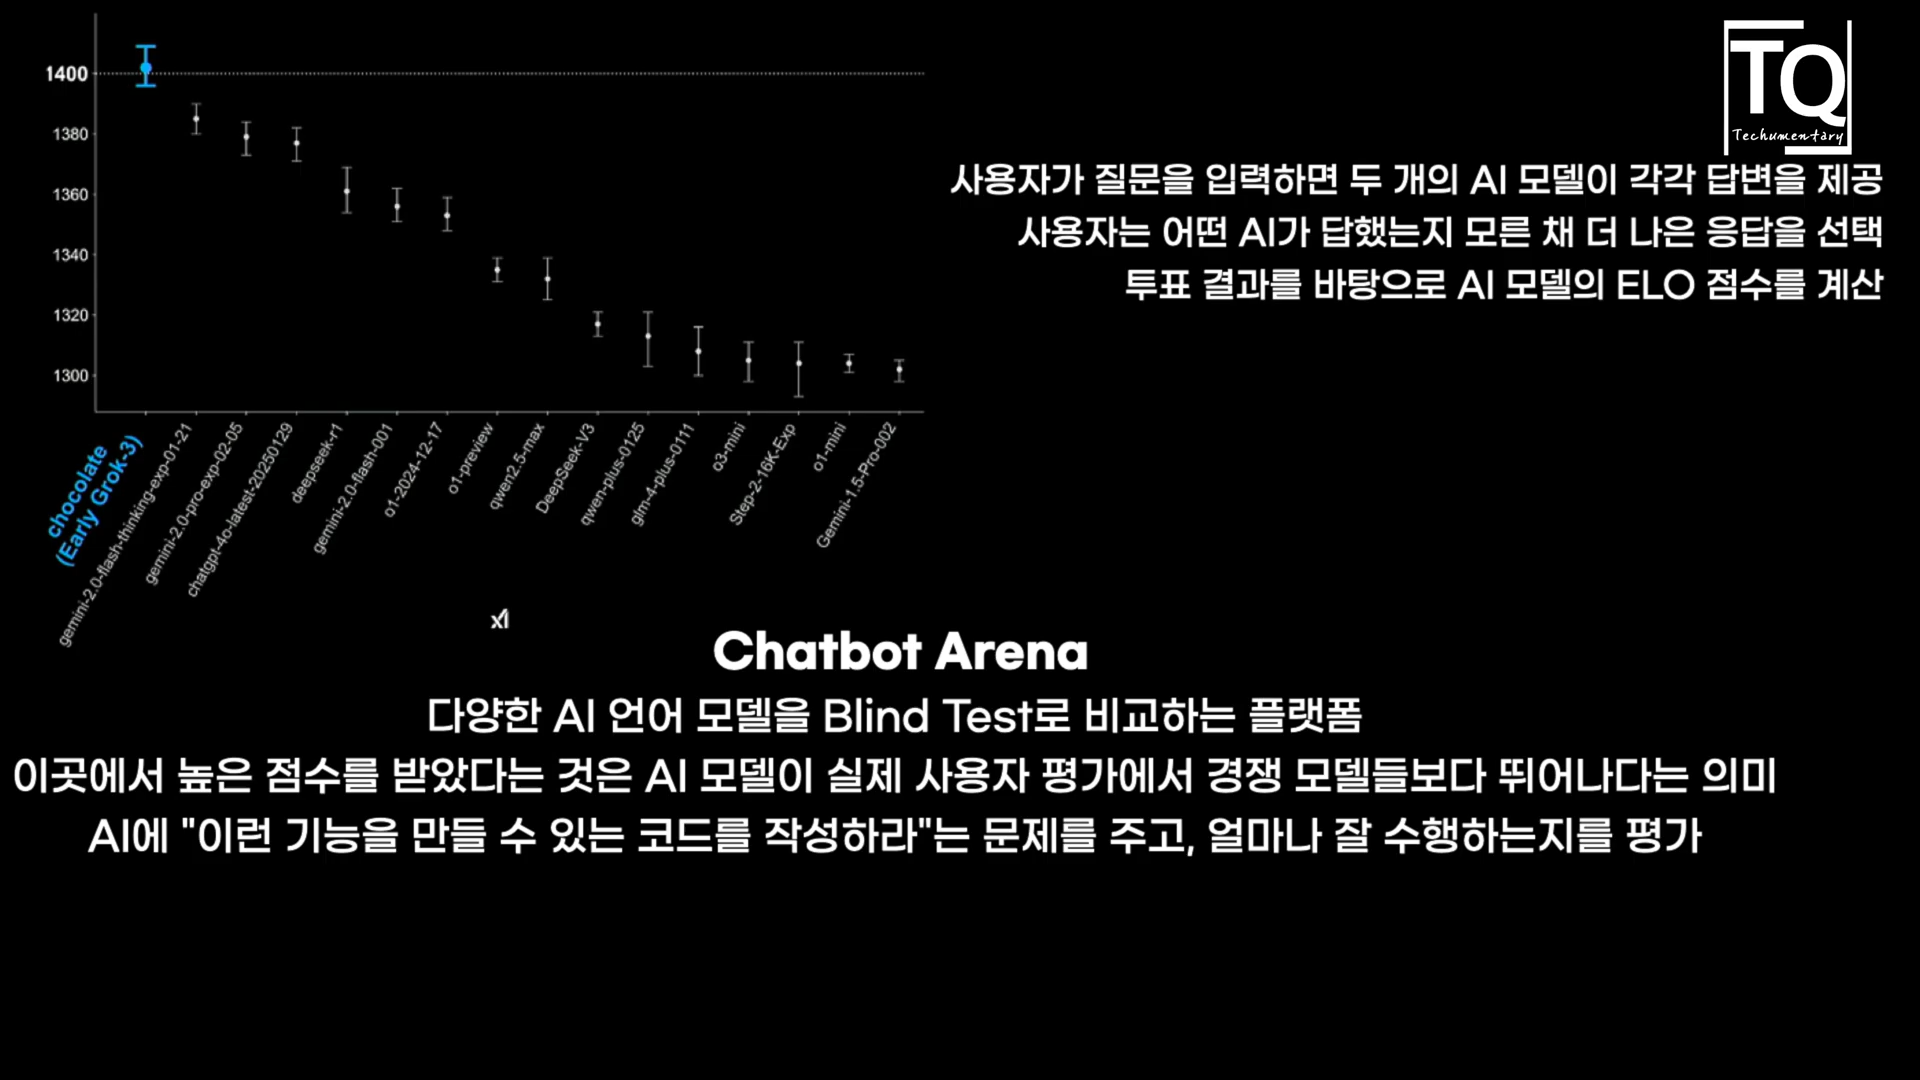 TQ
Techumentary
1400
1380
1360
1340
1320
1300
chocolate
(Early Grok-3)
gemini-2.0-flash-thinking-exp-01-21
gemini-2.0-pro-exp-02-05
chatgpt-4o-latest-20250129
deepseek-r1
gemini-2.0-flash-001
o1-2024-12-17
o1-preview
qwen2.5-max
DeepSeek-V3
qwen-plus-0125
glm-4-plus-0111
o3-mini
Step-2-16K-Exp
o1-mini
Gemini-1.5-Pro-002
사용자가 질문을 입력하면 두 개의 AI 모델이 각각 답변을 제공
사용자는 어떤 AI가 답했는지 모른 채 더 나은 응답을 선택
투표 결과를 바탕으로 AI 모델의 ELO 점수를 계산
xI
Chatbot Arena
다양한 AI 언어 모델을 Blind Test로 비교하는 플랫폼
이곳에서 높은 점수를 받았다는 것은 AI 모델이 실제 사용자 평가에서 경쟁 모델들보다 뛰어나다는 의미
AI에 "이런 기능을 만들 수 있는 코드를 작성하라"는 문제를 주고, 얼마나 잘 수행하는지를 평가